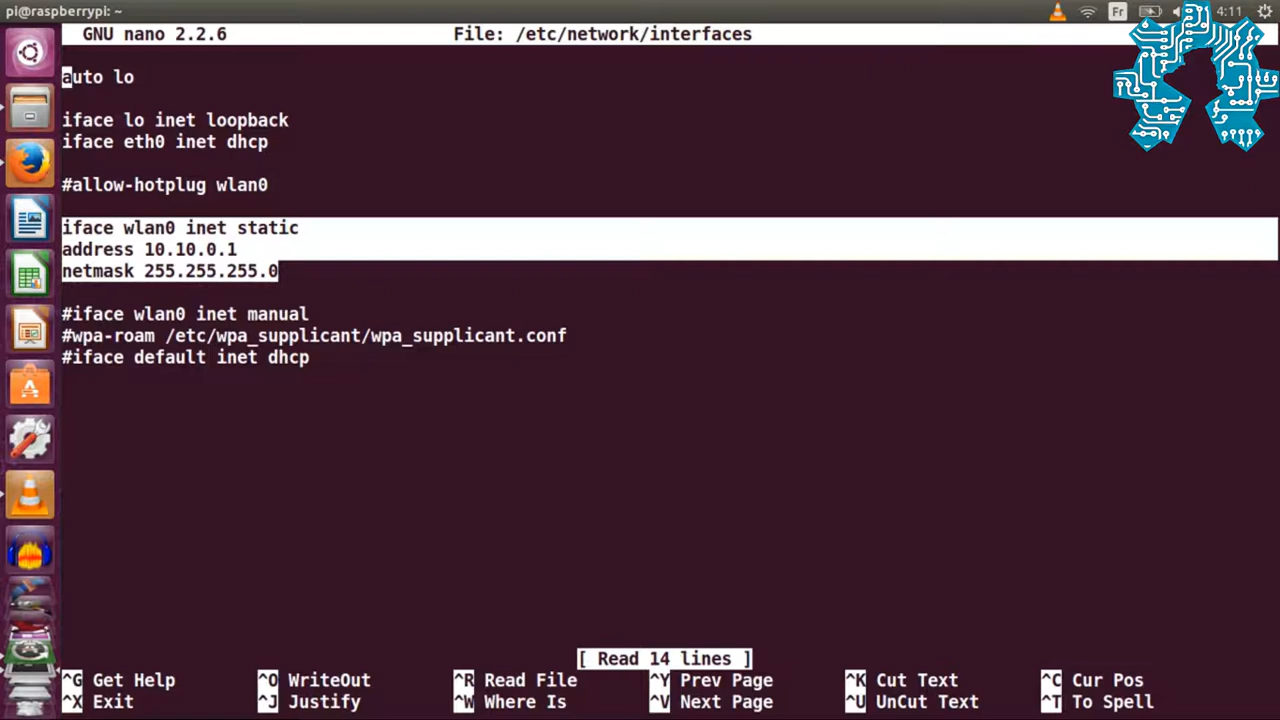 pi@raspberrypi: ~
Fr
4:11
GNU nano 2.2.6 File: /etc/network/interfaces
auto lo
iface lo inet loopback
iface eth0 inet dhcp
#allow-hotplug wlan0
iface wlan0 inet static
address 10.10.0.1
netmask 255.255.255.0
#iface wlan0 inet manual
#wpa-roam /etc/wpa_supplicant/wpa_supplicant.conf
#iface default inet dhcp
[ Read 14 lines ]
^G Get Help ^O WriteOut ^R Read File ^Y Prev Page ^K Cut Text ^C Cur Pos
^X Exit ^J Justify ^W Where Is ^V Next Page ^U UnCut Text ^T To Spell